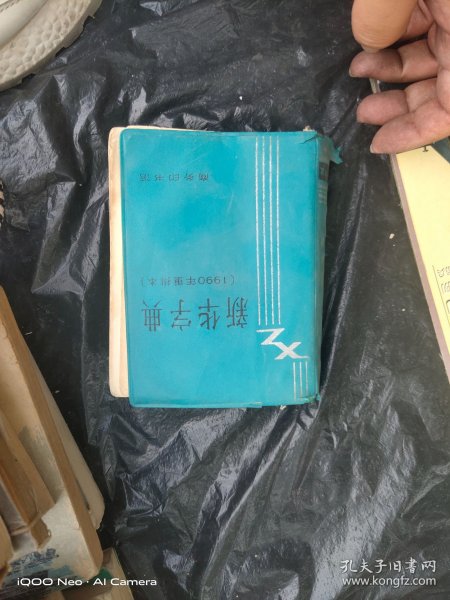 新华字典
(1990年重排本)
商务印书馆
XZ
iQOO Neo · AI Camera
孔夫子旧书网
www.kongfz.com